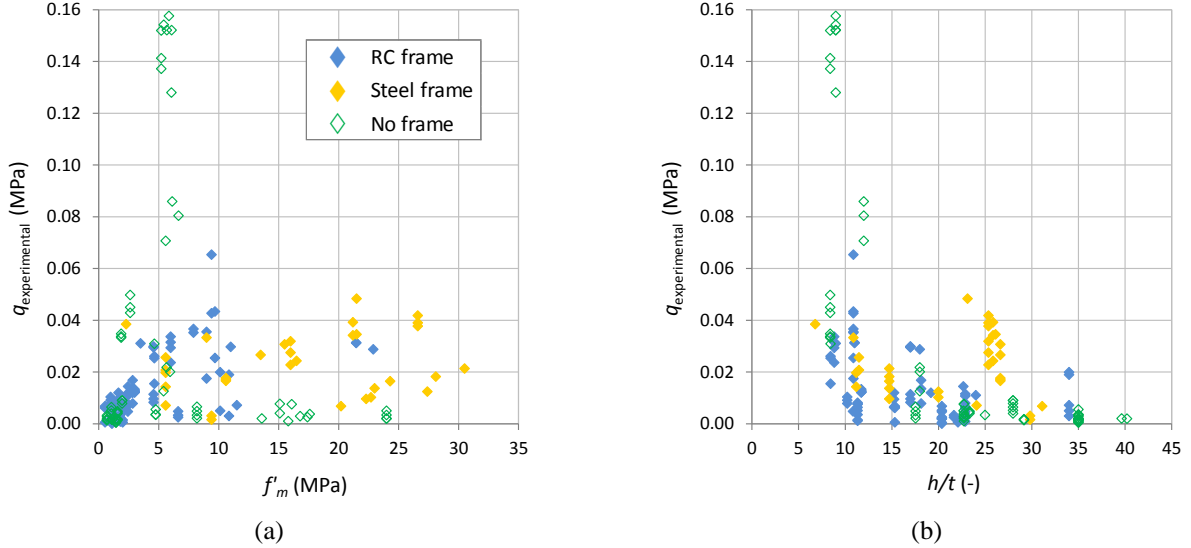 0.16
0.14
0.12
0.10
0.08
0.06
0.04
0.02
0.00
q experimental (MPa)
RC frame
Steel frame
No frame
0 5 10 15 20 25 30 35
f'm (MPa)
(a)
0.16
0.14
0.12
0.10
0.08
0.06
0.04
0.02
0.00
q experimental (MPa)
0 5 10 15 20 25 30 35 40 45
h/t (-)
(b)